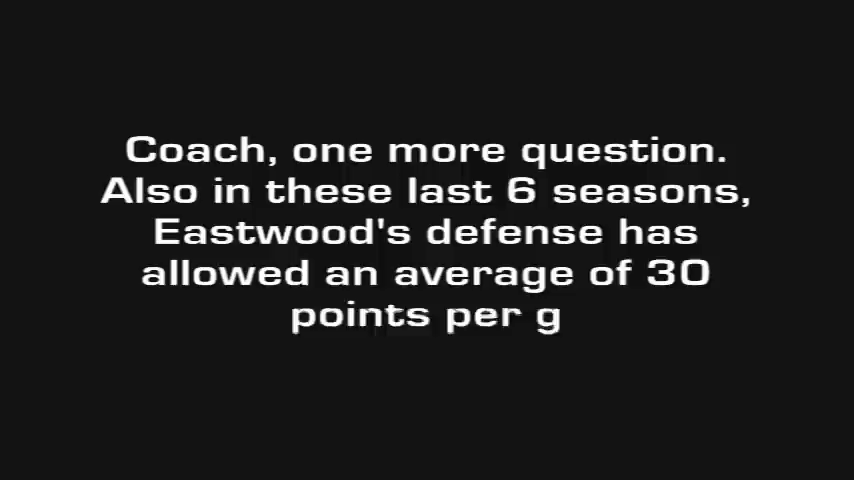 Coach, one more question.
Also in these last 6 seasons,
Eastwood's defense has
allowed an average of 30
points per g